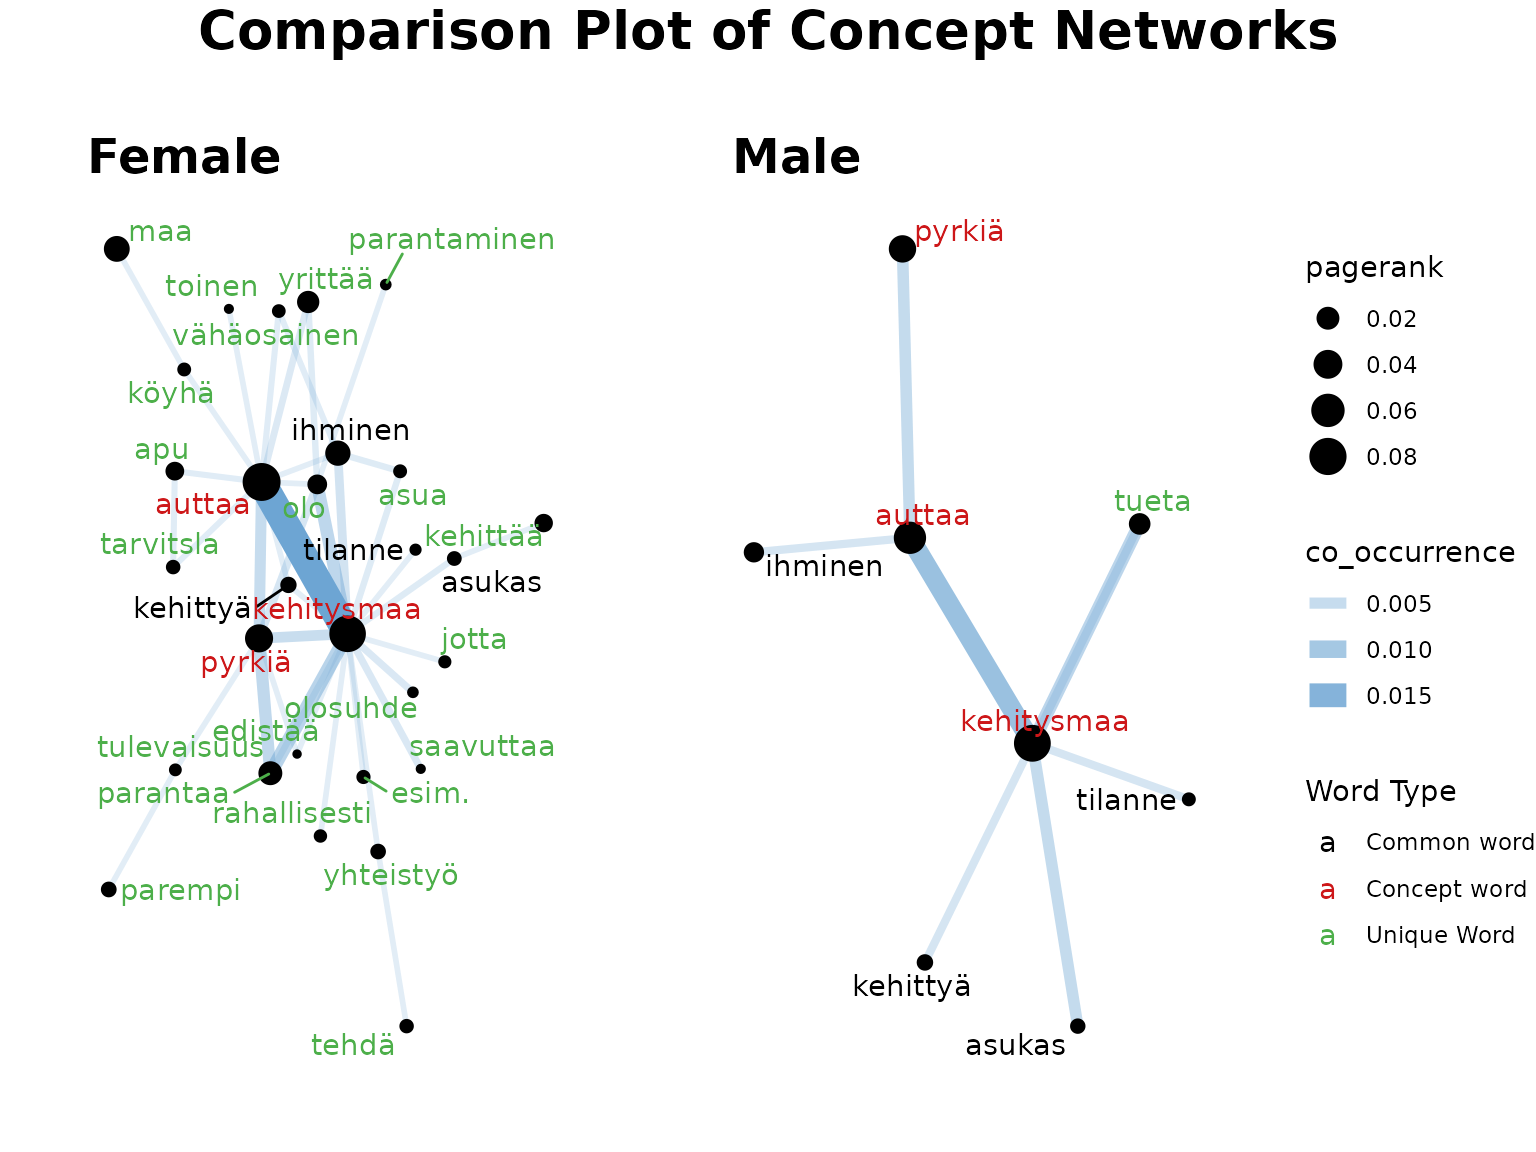 Comparison Plot of Concept Networks
Female
maa
parantaminen
toinen
yrittää
vähäosainen
köyhä
ihminen
apu
auttaa
olo
asua
tarvitsla
tilanne
kehittää
asukas
kehittyä
kehitysmaa
pyrkiä
jotta
olosuhde
edistää
tulevaisuus
saavuttaa
parantaa
esim.
rahallisesti
yhteistyö
parempi
tehdä
Male
pyrkiä
tueta
auttaa
ihminen
kehitysmaa
tilanne
kehittyä
asukas
pagerank
0.02
0.04
0.06
0.08
co_occurrence
0.005
0.010
0.015
Word Type
a Common word
a Concept word
a Unique Word